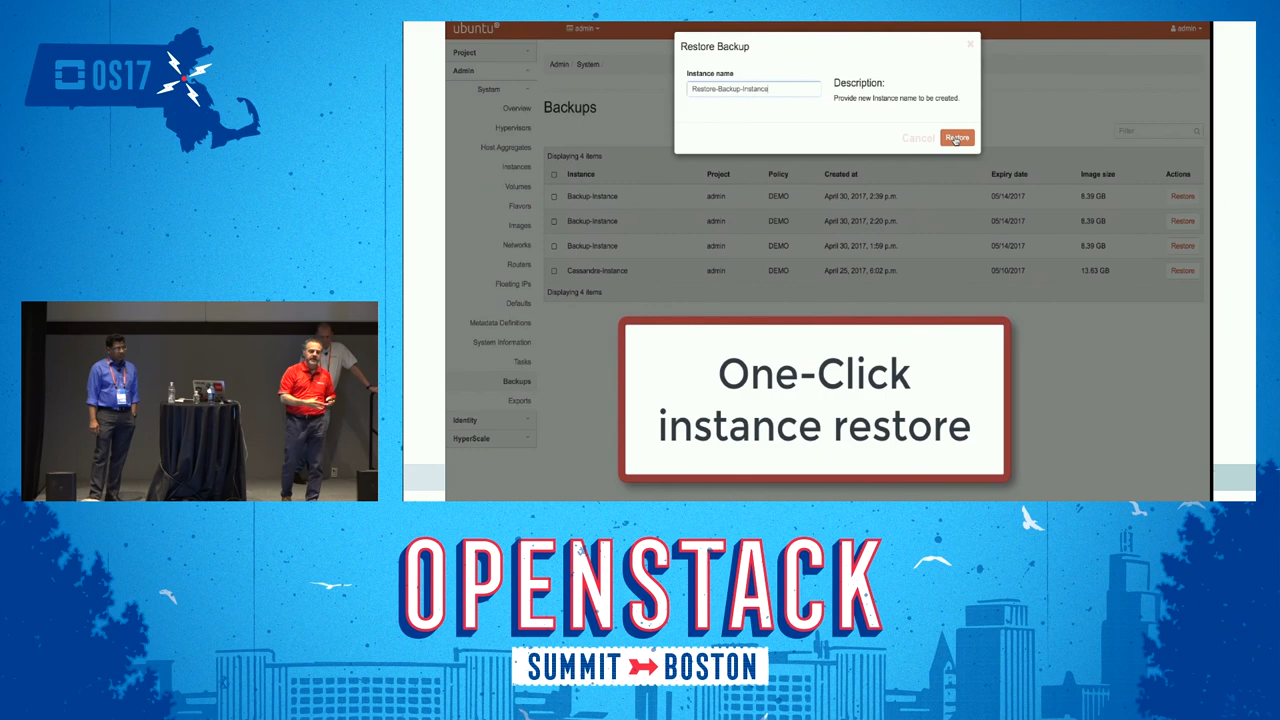 OS17
ubuntu®
admin
admin
Project
Admin
System
Overview
Hypervisors
Host Aggregates
Instances
Volumes
Flavors
Images
Networks
Routers
Floating IPs
Defaults
Metadata Definitions
System Information
Tasks
Backups
Exports
Identity
HyperScale
Admin / System /
Backups
Restore Backup
×
Instance name
Restore-Backup-Instance
Description:
Provide new Instance name to be created.
Cancel Restore
Filter
Displaying 4 items
Instance Project Policy Created at Expiry date Image size Actions
Backup-Instance admin DEMO April 30, 2017, 2:39 p.m. 05/14/2017 6.39 GB Restore
Backup-Instance admin DEMO April 30, 2017, 2:20 p.m. 05/14/2017 6.39 GB Restore
Backup-Instance admin DEMO April 30, 2017, 1:59 p.m. 05/14/2017 6.39 GB Restore
Cassandra-Instance admin DEMO April 25, 2017, 6:02 p.m. 05/10/2017 13.63 GB Restore
Displaying 4 items
One-Click
instance restore
OPENSTACK
SUMMIT BOSTON